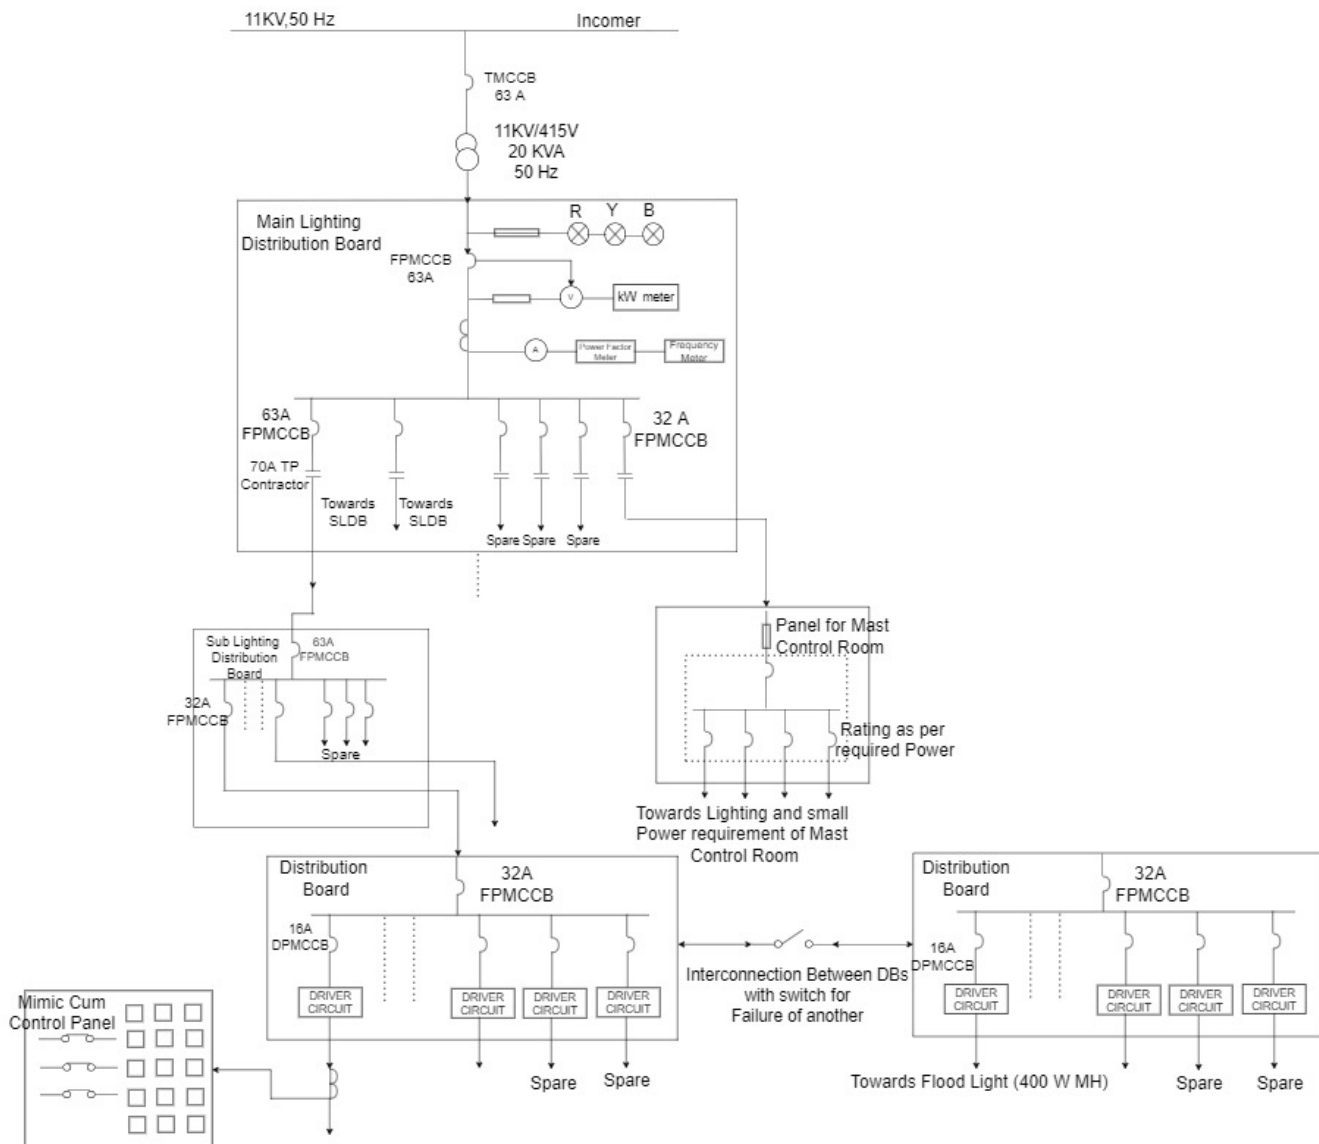 11KV,50 Hz
Incomer
TMCCB
63 A
11KV/415V
20 KVA
50 Hz
Main Lighting
Distribution Board
R Y B
FPMCCB
63A
V
kW meter
A
Power Factor
Meter
Frequency
Meter
63A
FPMCCB
32 A
FPMCCB
70A TP
Contractor
Towards
SLDB
Towards
SLDB
Spare
Spare
Spare
Sub Lighting
Distribution
Board
63A
FPMCCB
32A
FPMCCB
Spare
Panel for Mast
Control Room
Rating as per
required Power
Towards Lighting and small
Power requirement of Mast
Control Room
Distribution
Board
32A
FPMCCB
16A
DPMCCB
DRIVER
CIRCUIT
DRIVER
CIRCUIT
DRIVER
CIRCUIT
DRIVER
CIRCUIT
Spare
Spare
Interconnection Between DBs
with switch for
Failure of another
Distribution
Board
32A
FPMCCB
16A
DPMCCB
DRIVER
CIRCUIT
DRIVER
CIRCUIT
DRIVER
CIRCUIT
DRIVER
CIRCUIT
Towards Flood Light (400 W MH)
Spare
Spare
Mimic Cum
Control Panel